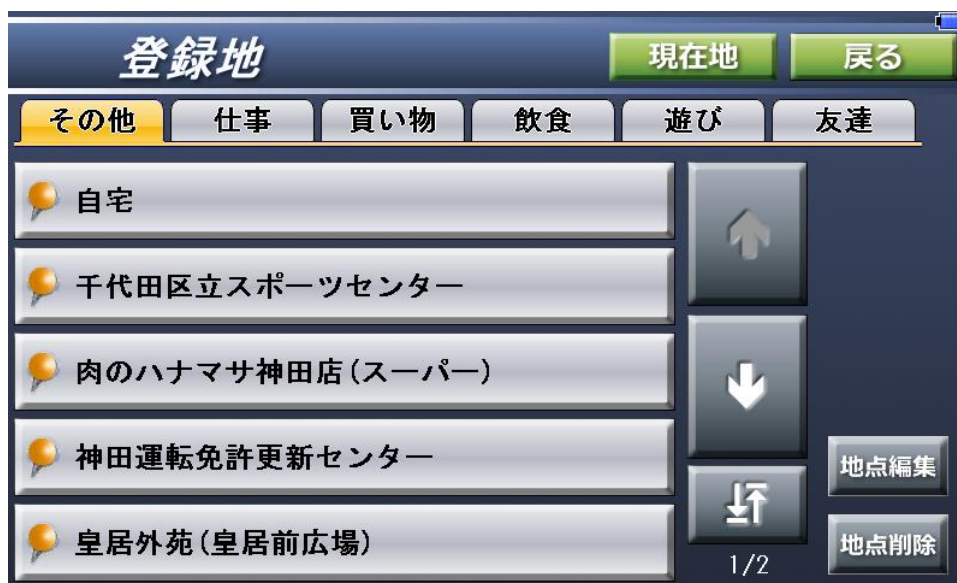 登録地
現在地
戻る
その他
仕事
買い物
飲食
遊び
友達
自宅
千代田区立スポーツセンター
肉のハナマサ神田店(スーパー)
神田運転免許更新センター
皇居外苑(皇居前広場)
地点編集
1/2
地点削除